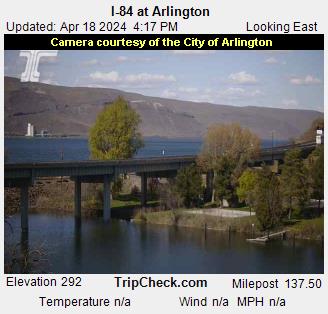 I-84 at Arlington
Updated: Apr 18 2024 4:17 PM Looking East
Camera courtesy of the City of Arlington
Elevation 292 TripCheck.com Milepost 137.50
Temperature n/a Wind n/a MPH n/a